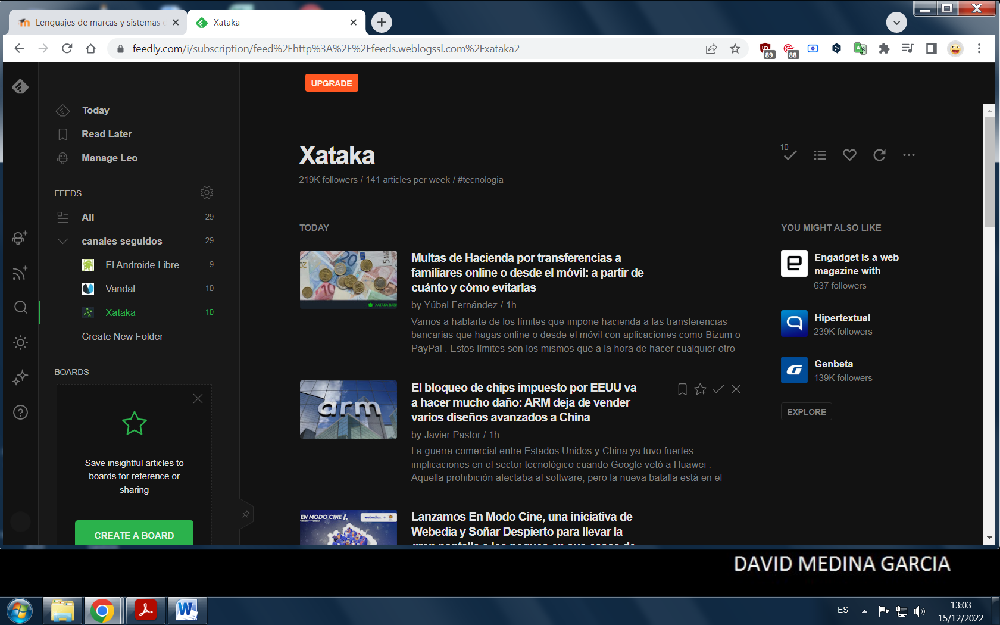 Lenguajes de marcas y sistemas
Xataka
feedly.com/i/subscription/feed%2Fhttp%3A%2F%2Ffeeds.weblogssl.com%2Fxataka2
89
88
UPGRADE
Today
Read Later
Manage Leo
FEEDS
All 29
canales seguidos 29
El Androide Libre 9
Vandal 10
Xataka 10
Create New Folder
BOARDS
Save insightful articles to
boards for reference or
sharing
CREATE A BOARD
Xataka
10
219K followers / 141 articles per week / #tecnologia
TODAY
Multas de Hacienda por transferencias a
familiares online o desde el móvil: a partir de
cuánto y cómo evitarlas
by Yúbal Fernández / 1h
Vamos a hablarte de los límites que impone hacienda a las transferencias
bancarias que hagas online o desde el móvil con aplicaciones como Bizum o
PayPal . Estos límites son los mismos que a la hora de hacer cualquier otro
arm
El bloqueo de chips impuesto por EEUU va
a hacer mucho daño: ARM deja de vender
varios diseños avanzados a China
by Javier Pastor / 1h
La guerra comercial entre Estados Unidos y China ya tuvo fuertes
implicaciones en el sector tecnológico cuando Google vetó a Huawei .
Aquella prohibición afectaba al software, pero la nueva batalla está en el
EN MODO CINE
webedia
Lanzamos En Modo Cine, una iniciativa de
Webedia y Soñar Despierto para llevar la
YOU MIGHT ALSO LIKE
Engadget is a web
magazine with
637 followers
Hipertextual
239K followers
Genbeta
139K followers
EXPLORE
DAVID MEDINA GARCIA
ES
13:03
15/12/2022